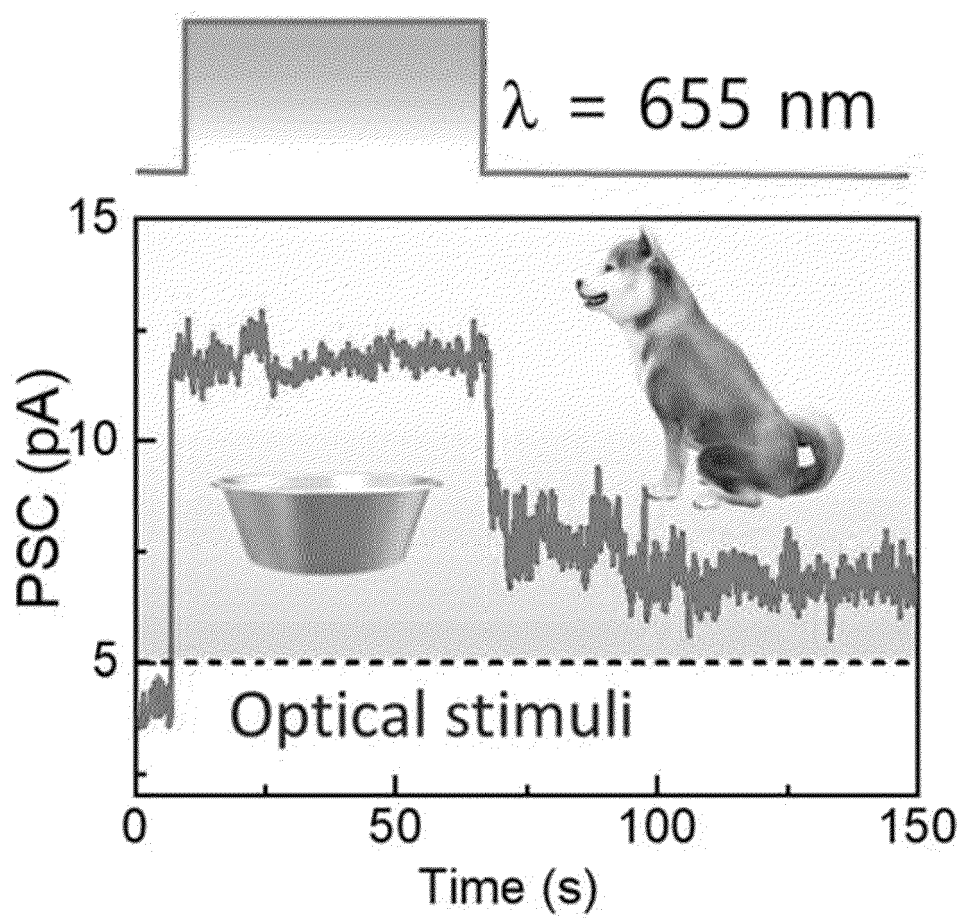 λ = 655 nm
15
10
5
PSC (pA)
Optical stimuli
0 50 100 150
Time (s)